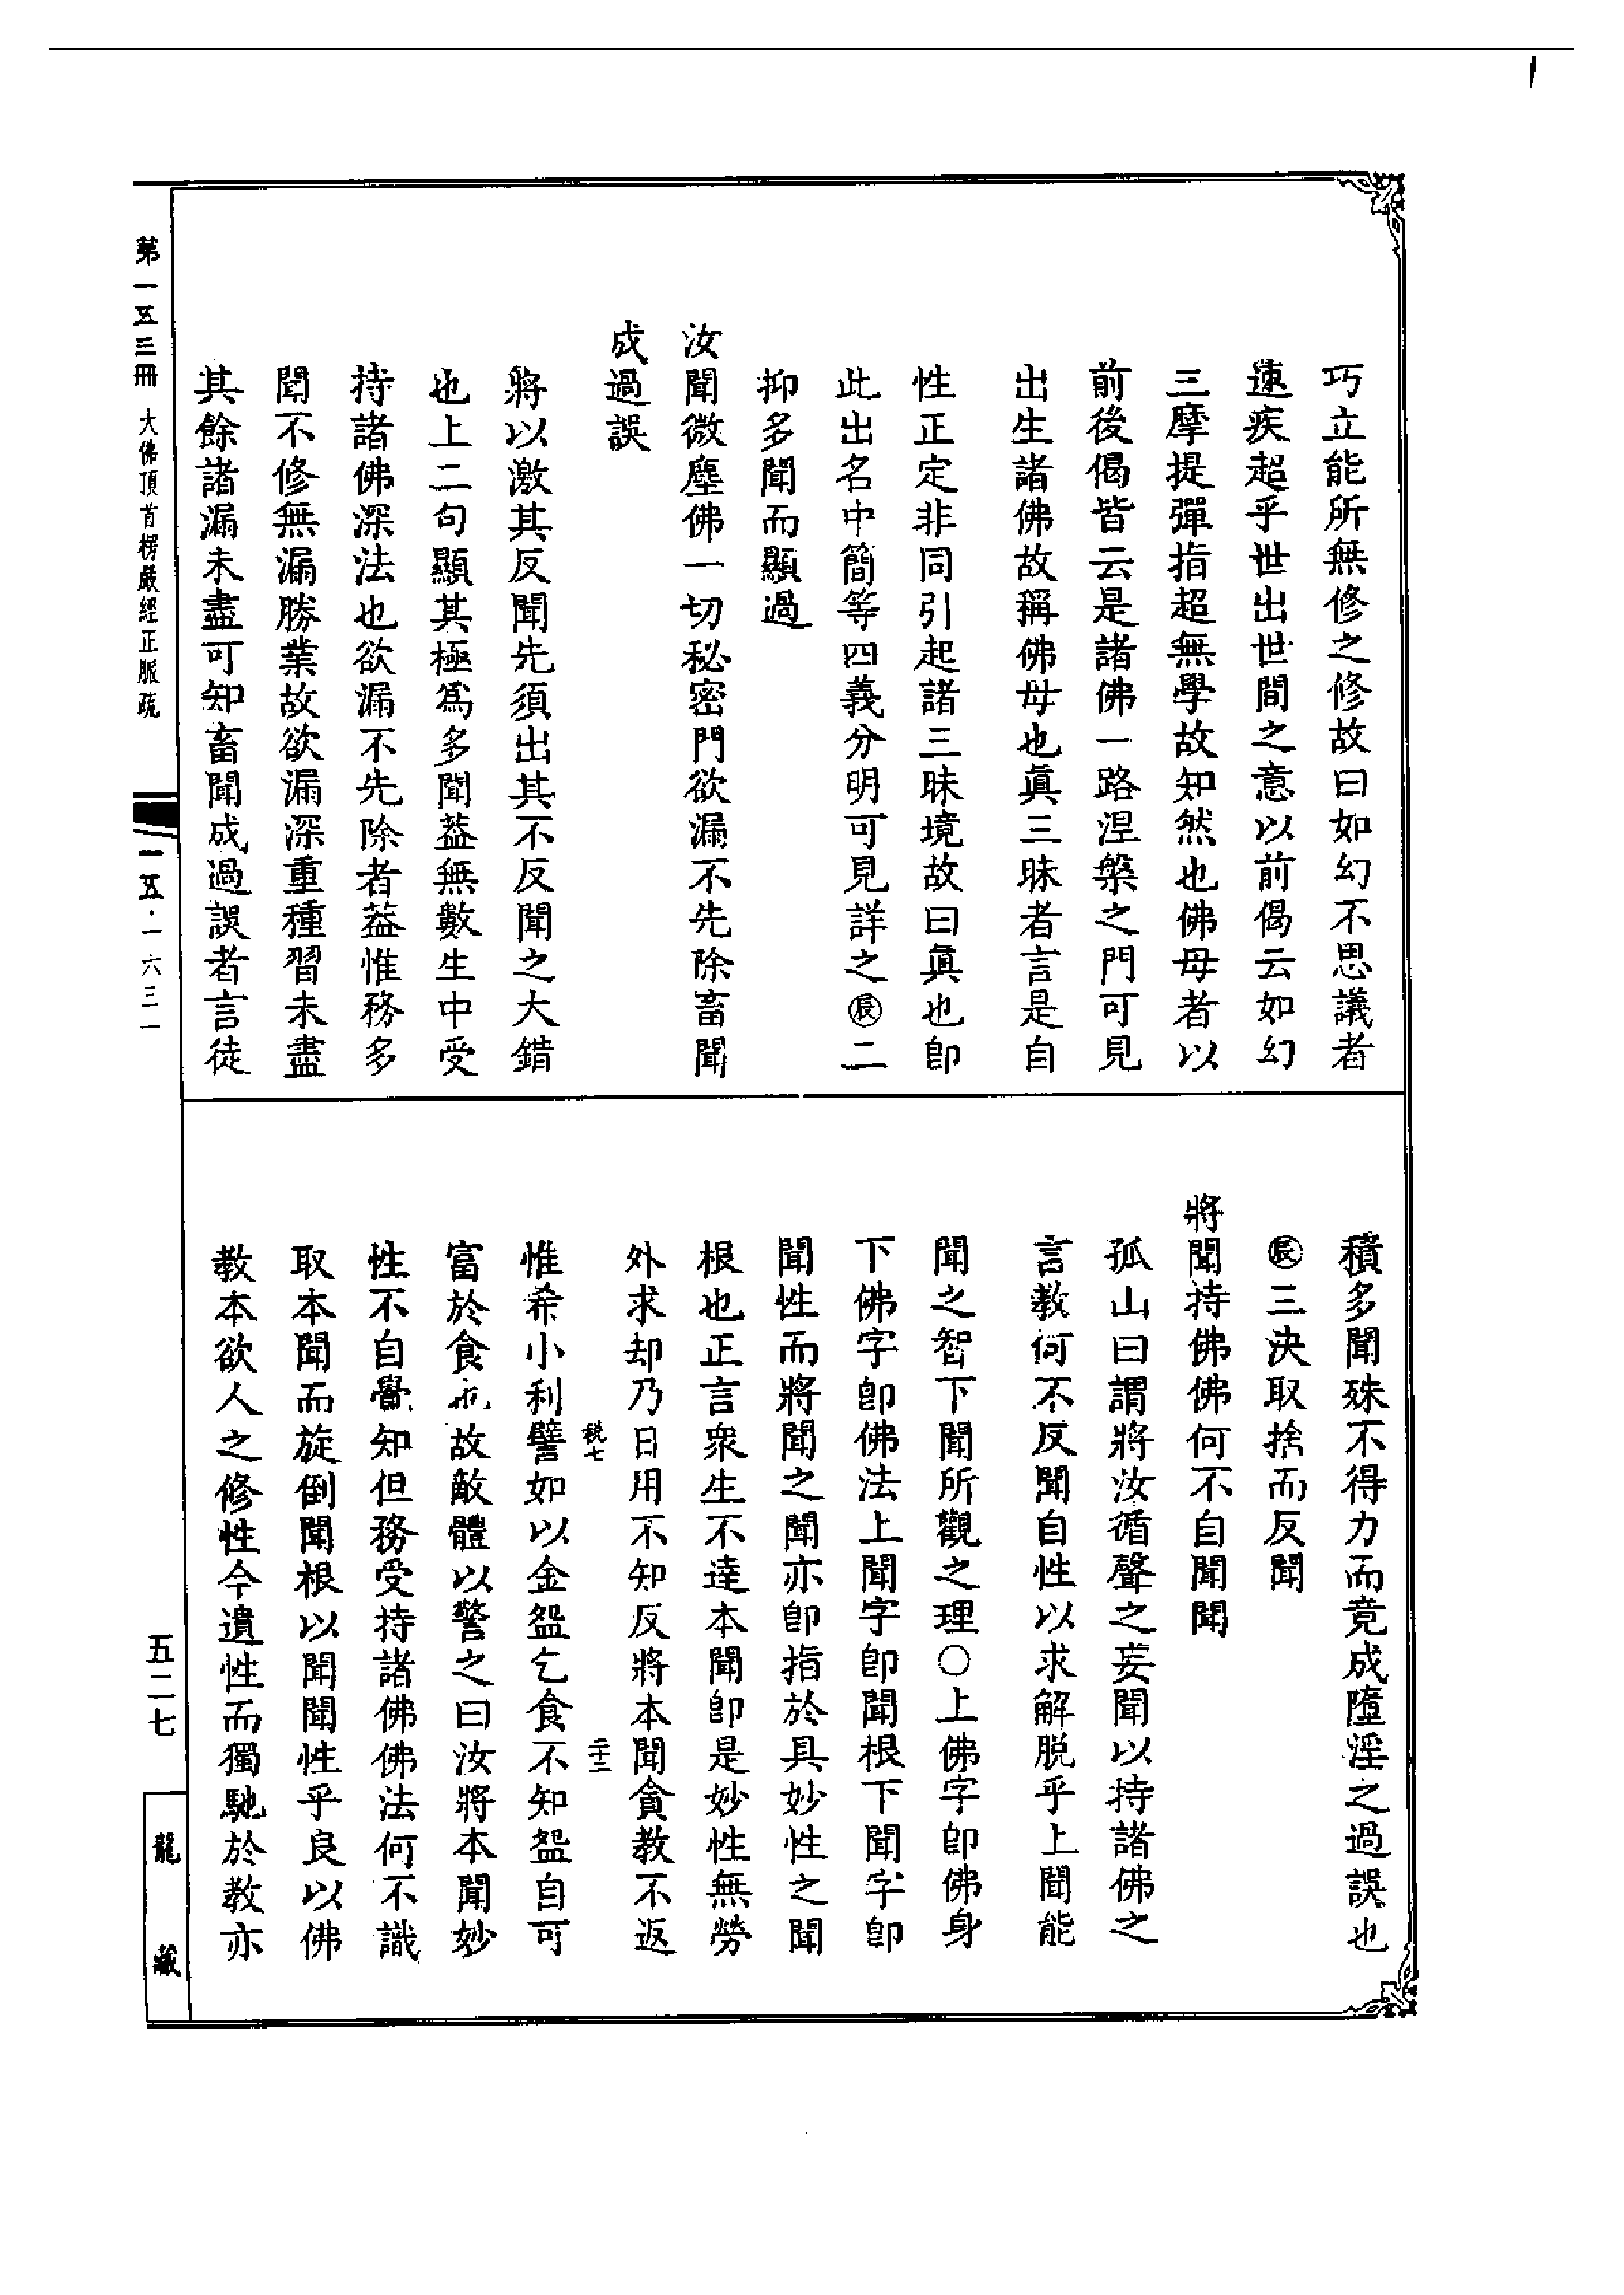 巧立能所無修之修故曰如幻不思議者
速疾超乎世出世間之意以前偈云如幻
三摩提彈指超無學故知然也佛母者以
前後偈皆云是諸佛一路涅槃之門可見
出生諸佛故稱佛母也眞三昧者言是自
性正定非同引起諸三昧境故曰眞也卽
此出名中簡等四義分明可見詳之㊁二
抑多聞而顯過
汝聞微塵佛一切秘密門欲漏不先除畜聞
成過誤
將以激其反聞先須出其不反聞之大錯
也上二句顯其極爲多聞葢無數生中受
持諸佛深法也欲漏不先除者葢惟務多
聞不修無漏勝業故欲漏深重種習未盡
其餘諸漏未盡可知畜聞成過誤者言徒
積多聞殊不得力而竟成墮淫之過誤也
辰三決取捨而反聞
將聞持佛佛何不自聞聞
孤山曰謂將汝循聲之妄聞以持諸佛之
言教何不反聞自性以求解脫乎上聞能
聞之智下聞所觀之理○上佛字卽佛身
下佛字卽佛法上聞字卽聞根下聞字卽
聞性而將聞之聞亦卽指於具妙性之聞
根也正言衆生不達本聞卽是妙性無勞
外求却乃日用不知反將本聞貪教不返
税七
二十三
惟希小利譬如以金盌乞食不知盌自可
富於食也故敵體以警之曰汝將本聞妙
性不自覺知但務受持諸佛佛法何不識
取本聞而旋倒聞根以聞聞性乎良以佛
教本欲人之修性今遺性而獨馳於教亦
第一五三冊 大佛頂首楞嚴經正脈疏
一五·一六三一
五二七
龍藏